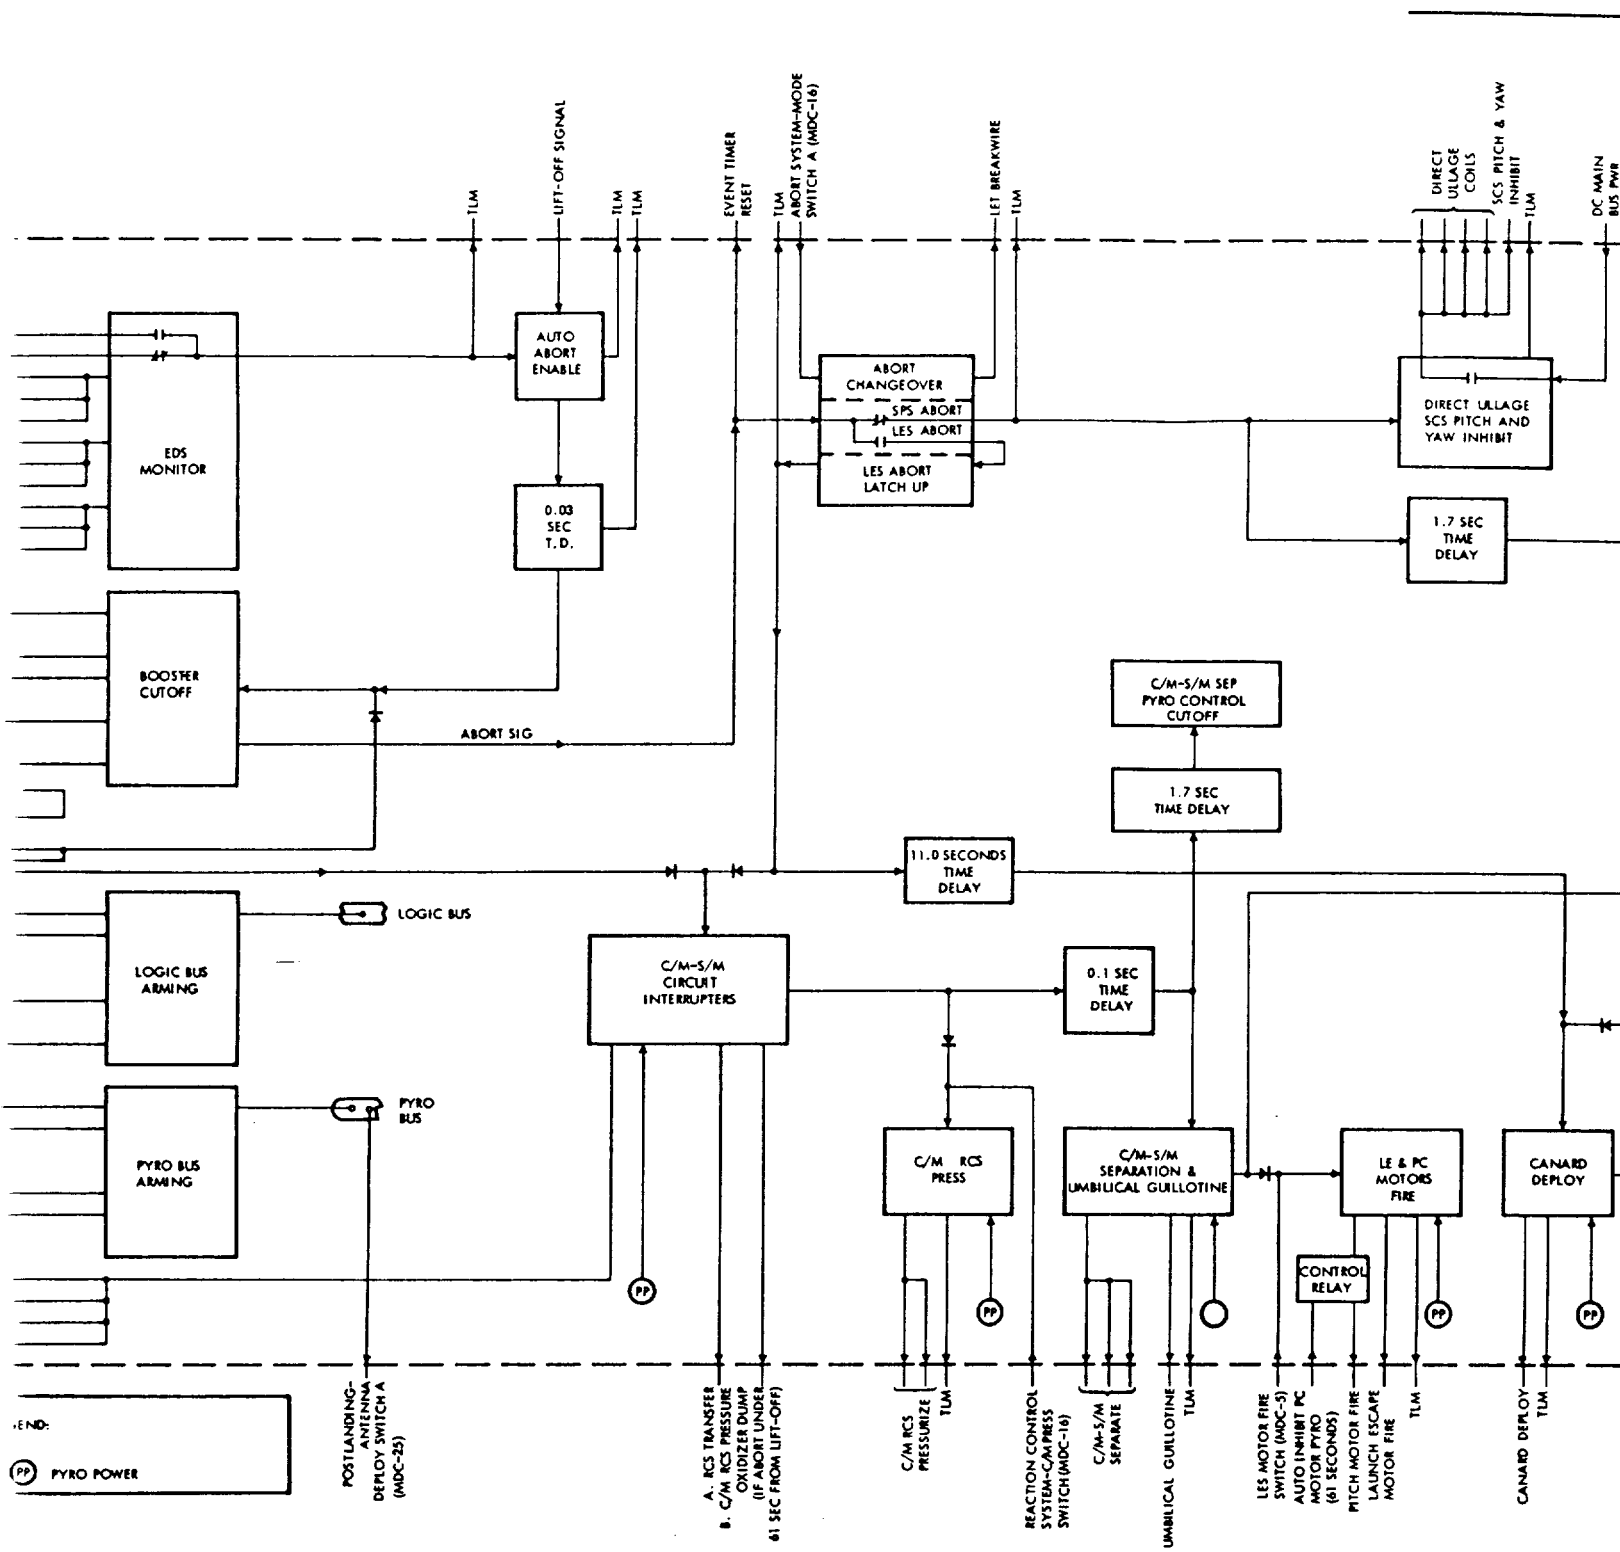 TLM
LIFT-OFF SIGNAL
TLM
TLM
EVENT TIMER
RESET
TLM
ABORT SYSTEM-MODE
SWITCH A (MDC-16)
LET BREAKWIRE
TLM
DIRECT
ULLAGE
COILS
SCS PITCH & YAW
INHIBIT
TLM
DC MAIN
BUS PWR
EDS
MONITOR
AUTO
ABORT
ENABLE
0.03
SEC
T.D.
ABORT
CHANGEOVER
SPS ABORT
LES ABORT
LES ABORT
LATCH UP
DIRECT ULLAGE
SCS PITCH AND
YAW INHIBIT
1.7 SEC
TIME
DELAY
BOOSTER
CUTOFF
ABORT SIG
C/M-S/M SEP
PYRO CONTROL
CUTOFF
1.7 SEC
TIME DELAY
11.0 SECONDS
TIME
DELAY
LOGIC BUS
ARMING
LOGIC BUS
C/M-S/M
CIRCUIT
INTERRUPTERS
0.1 SEC
TIME
DELAY
PYRO BUS
ARMING
PYRO
BUS
C/M RCS
PRESS
C/M-S/M
SEPARATION &
UMBILICAL GUILLOTINE
LE & PC
MOTORS
FIRE
CANARD
DEPLOY
CONTROL
RELAY
PP
PP
PP
PP
POSTLANDING-
ANTENNA
DEPLOY SWITCH A
(MDC-25)
A. RCS TRANSFER
B. C/M RCS PRESSURE
OXIDIZER DUMP
(IF ABORT UNDER
61 SEC FROM LIFT-OFF)
C/M RCS
PRESSURIZE
TLM
REACTION CONTROL
SYSTEM-C/M PRESS
SWITCH (MDC-16)
C/M-S/M
SEPARATE
UMBILICAL GUILLOTINE
TLM
LES MOTOR FIRE
SWITCH (MDC-5)
AUTO INHIBIT PC
MOTOR PYRO
(61 SECONDS)
PITCH MOTOR FIRE
LAUNCH ESCAPE
MOTOR FIRE
TLM
CANARD DEPLOY
TLM
END:
PP PYRO POWER